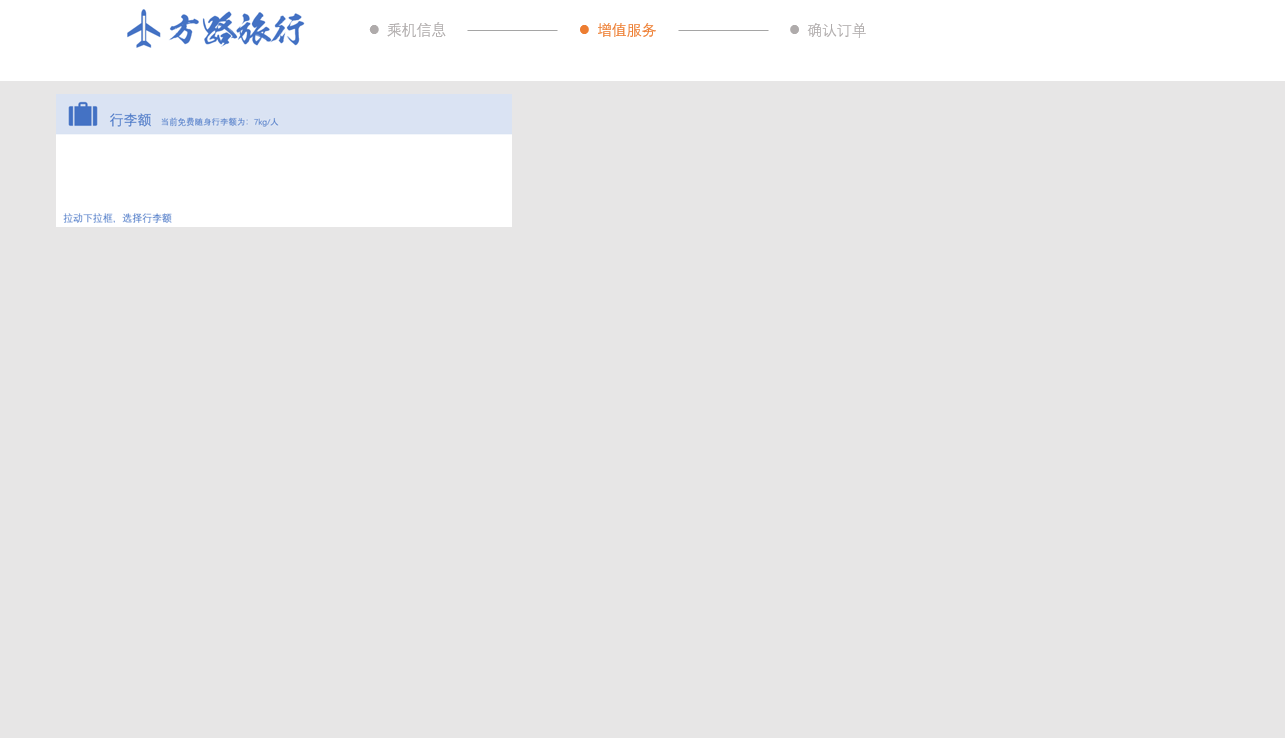 方路旅行
乘机信息
增值服务
确认订单
行李额 当前免费随身行李额为：7kg/人
拉动下拉框，选择行李额